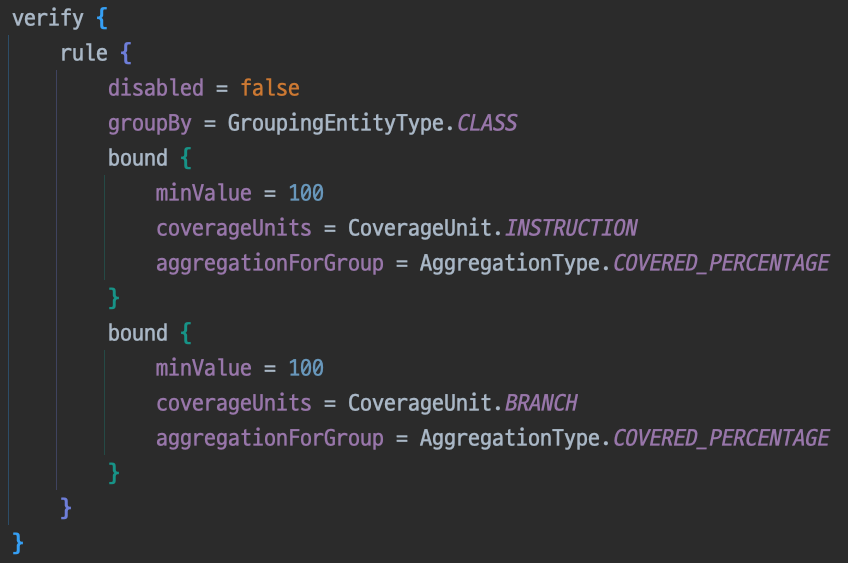 verify {
    rule {
        disabled = false
        groupBy = GroupingEntityType.CLASS
        bound {
            minValue = 100
            coverageUnits = CoverageUnit.INSTRUCTION
            aggregationForGroup = AggregationType.COVERED_PERCENTAGE
        }
        bound {
            minValue = 100
            coverageUnits = CoverageUnit.BRANCH
            aggregationForGroup = AggregationType.COVERED_PERCENTAGE
        }
    }
}